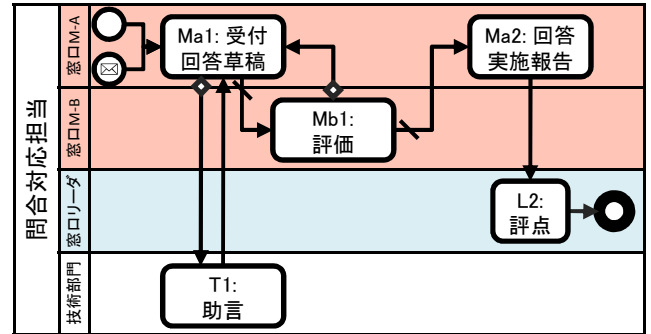 問合対応担当
窓口M-A
Ma1: 受付
回答草稿
Ma2: 回答
実施報告
窓口M-B
Mb1:
評価
窓口リーダ
L2:
評点
技術部門
T1:
助言